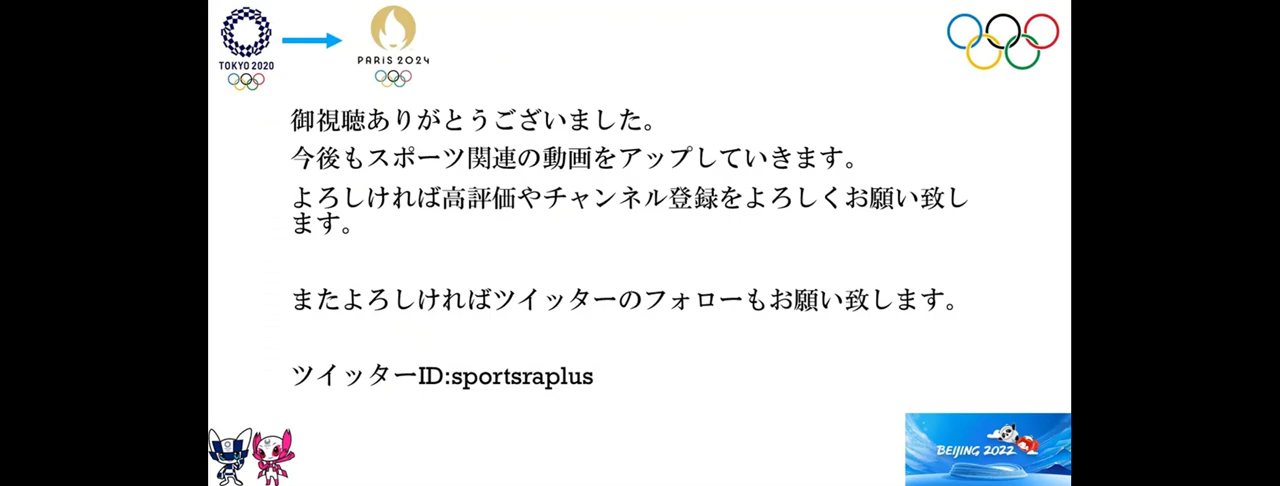 TOKYO 2020
PARIS 2024
御視聴ありがとうございました。
今後もスポーツ関連の動画をアップしていきます。
よろしければ高評価やチャンネル登録をよろしくお願い致し
ます。
またよろしければツイッターのフォローもお願い致します。
ツイッターID:sportsraplus
BEIJING 2022